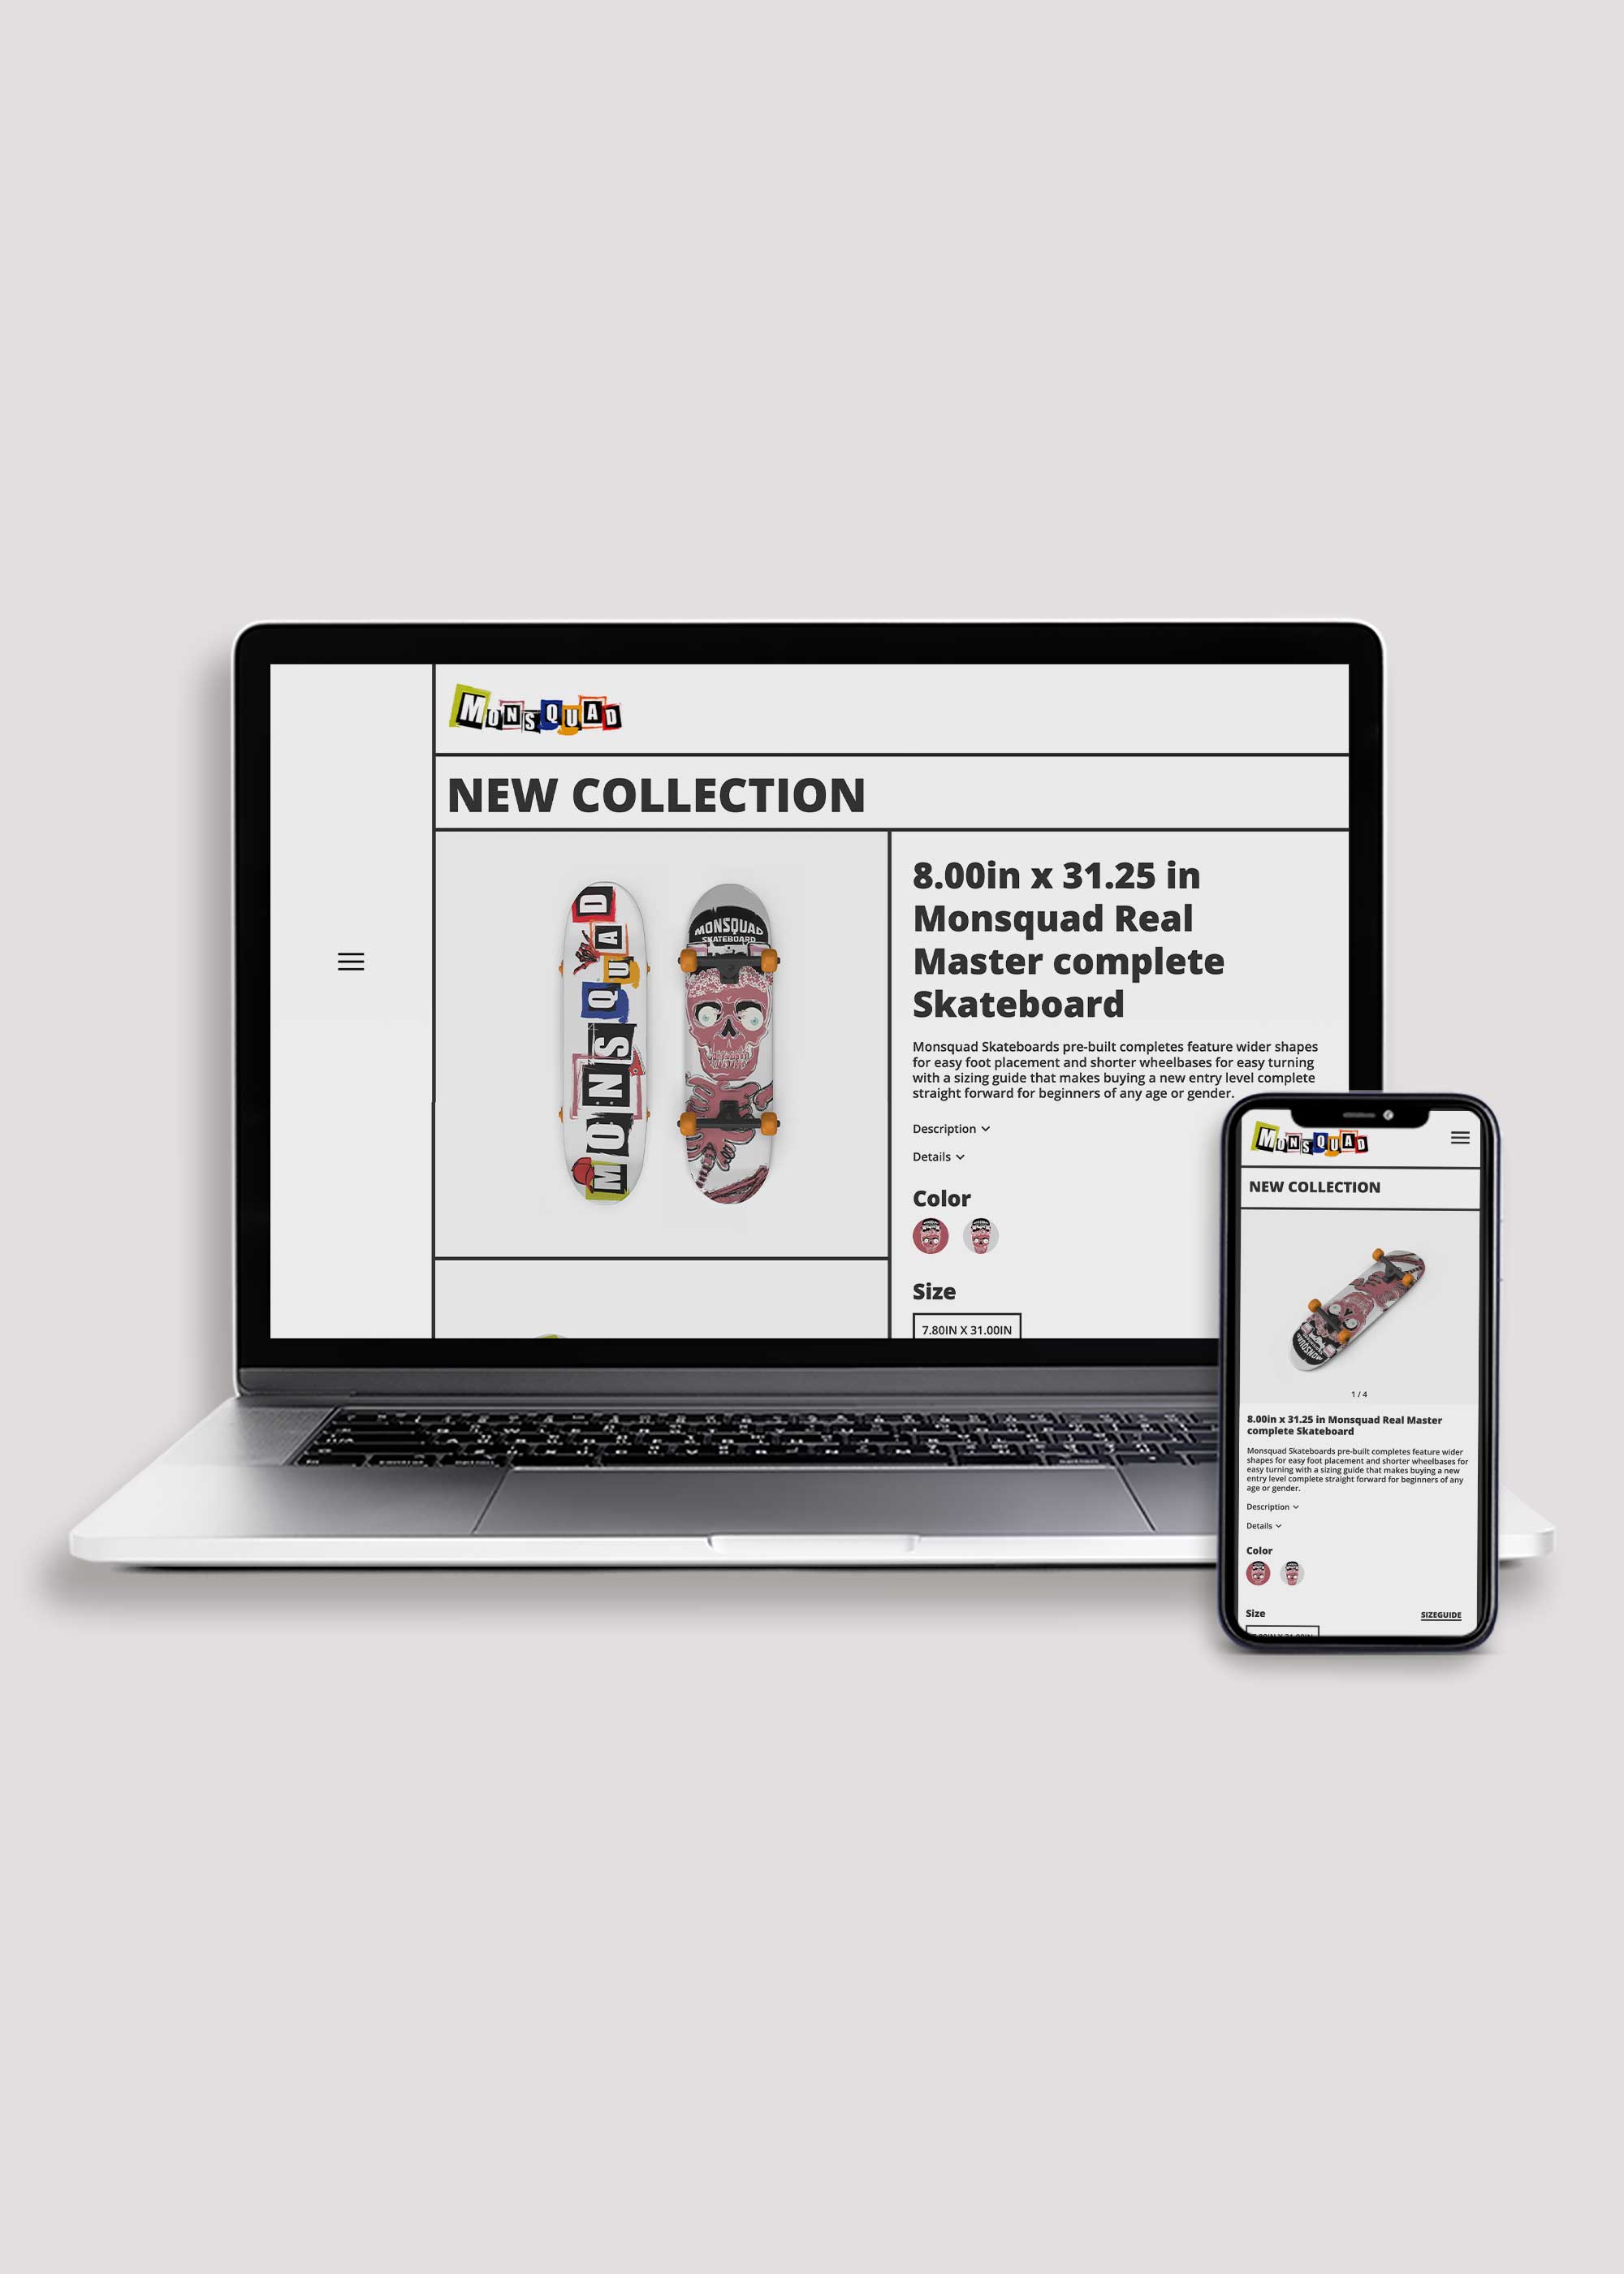 MONSQUAD
NEW COLLECTION
MONSQUAD
MONSQUAD
SKATEBOARD
8.00in x 31.25 in
Monsquad Real
Master complete
Skateboard
Monsquad Skateboards pre-built completes feature wider shapes
for easy foot placement and shorter wheelbases for easy turning
with a sizing guide that makes buying a new entry level complete
straight forward for beginners of any age or gender.
Description
Details
Color
Size
7.80IN X 31.00IN
MONSQUAD
NEW COLLECTION
MONSQUAD
1 / 4
8.00in x 31.25 in Monsquad Real Master
complete Skateboard
Monsquad Skateboards pre-built completes feature wider
shapes for easy foot placement and shorter wheelbases for
easy turning with a sizing guide that makes buying a new
entry level complete straight forward for beginners of any
age or gender.
Description
Details
Color
Size
SIZEGUIDE